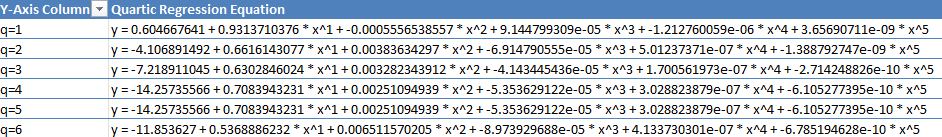 Y-Axis Column Quartic Regression Equation
q=1 y = 0.604667641 + 0.9313710376 * x^1 + -0.0005556538557 * x^2 + 9.144799309e-05 * x^3 + -1.212760059e-06 * x^4 + 3.65690711e-09 * x^5
q=2 y = -4.106891492 + 0.6616143077 * x^1 + 0.00383634297 * x^2 + -6.914790555e-05 * x^3 + 5.01237371e-07 * x^4 + -1.388792747e-09 * x^5
q=3 y = -7.218911045 + 0.6302846024 * x^1 + 0.003282343912 * x^2 + -4.143445436e-05 * x^3 + 1.700561973e-07 * x^4 + -2.714248826e-10 * x^5
q=4 y = -14.25735566 + 0.7083943231 * x^1 + 0.00251094939 * x^2 + -5.353629122e-05 * x^3 + 3.028823879e-07 * x^4 + -6.105277395e-10 * x^5
q=5 y = -14.25735566 + 0.7083943231 * x^1 + 0.00251094939 * x^2 + -5.353629122e-05 * x^3 + 3.028823879e-07 * x^4 + -6.105277395e-10 * x^5
q=6 y = -11.853627 + 0.5368886232 * x^1 + 0.006511570205 * x^2 + -8.973929688e-05 * x^3 + 4.133730301e-07 * x^4 + -6.785194628e-10 * x^5